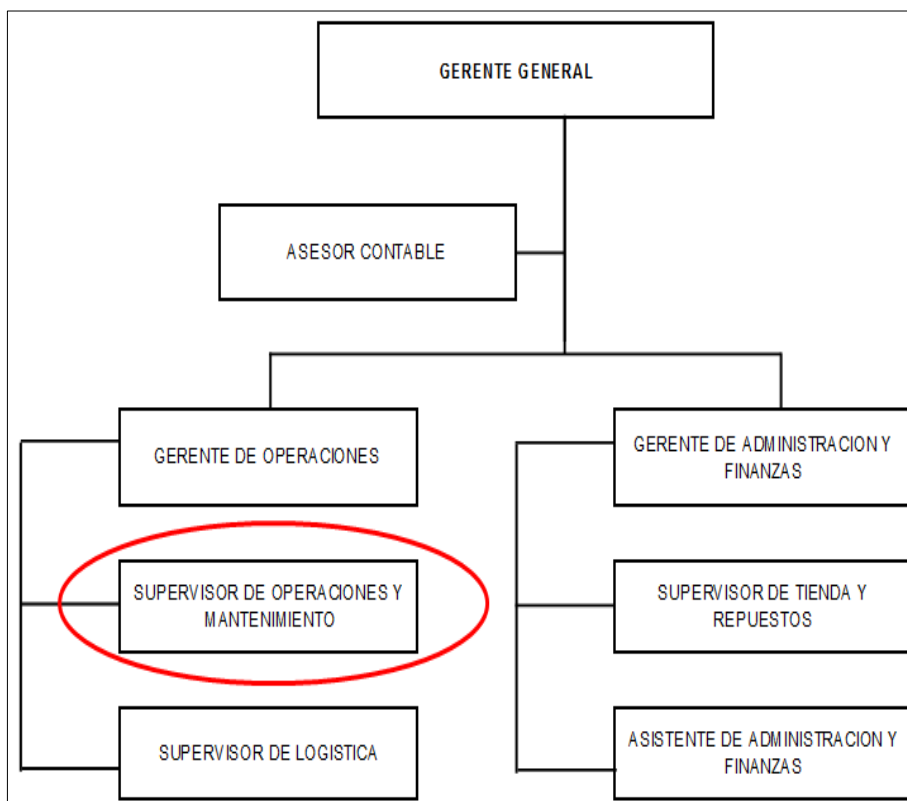 GERENTE GENERAL
ASESOR CONTABLE
GERENTE DE OPERACIONES
GERENTE DE ADMINISTRACION Y
FINANZAS
SUPERVISOR DE OPERACIONES Y
MANTENIMIENTO
SUPERVISOR DE TIENDA Y
REPUESTOS
SUPERVISOR DE LOGISTICA
ASISTENTE DE ADMINISTRACION Y
FINANZAS